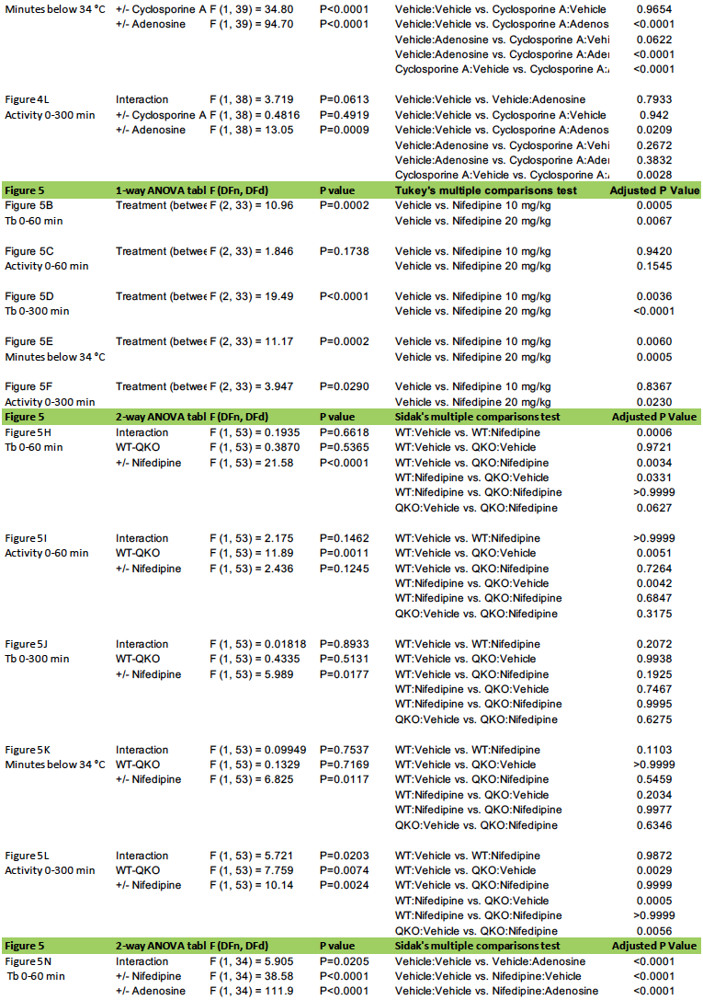 Minutes below 34 °C +/- Cyclosporine A F (1, 39) = 34.80 P<0.0001 Vehicle:Vehicle vs. Cyclosporine A:Vehicle 0.9654
+/- Adenosine F (1, 39) = 94.70 P<0.0001 Vehicle:Vehicle vs. Cyclosporine A:Adenos <0.0001
Vehicle:Adenosine vs. Cyclosporine A:Vehi 0.0622
Vehicle:Adenosine vs. Cyclosporine A:Ader <0.0001
Cyclosporine A:Vehicle vs. Cyclosporine A:A <0.0001
Figure 4L Interaction F (1, 38) = 3.719 P=0.0613 Vehicle:Vehicle vs. Vehicle:Adenosine 0.7933
Activity 0-300 min +/- Cyclosporine A F (1, 38) = 0.4816 P=0.4919 Vehicle:Vehicle vs. Cyclosporine A:Vehicle 0.942
+/- Adenosine F (1, 38) = 13.05 P=0.0009 Vehicle:Vehicle vs. Cyclosporine A:Adenos 0.0209
Vehicle:Adenosine vs. Cyclosporine A:Vehi 0.2672
Vehicle:Adenosine vs. Cyclosporine A:Ader 0.3832
Cyclosporine A:Vehicle vs. Cyclosporine A:A 0.0028
Figure 5 1-way ANOVA tabl F (DFn, DFd) P value Tukey's multiple comparisons test Adjusted P Value
Figure 5B Treatment (betwee F (2, 33) = 10.96 P=0.0002 Vehicle vs. Nifedipine 10 mg/kg 0.0005
Tb 0-60 min Vehicle vs. Nifedipine 20 mg/kg 0.0067
Figure 5C Treatment (betwee F (2, 33) = 1.846 P=0.1738 Vehicle vs. Nifedipine 10 mg/kg 0.9420
Activity 0-60 min Vehicle vs. Nifedipine 20 mg/kg 0.1545
Figure 5D Treatment (betwee F (2, 33) = 19.49 P<0.0001 Vehicle vs. Nifedipine 10 mg/kg 0.0036
Tb 0-300 min Vehicle vs. Nifedipine 20 mg/kg <0.0001
Figure 5E Treatment (betwee F (2, 33) = 11.17 P=0.0002 Vehicle vs. Nifedipine 10 mg/kg 0.0060
Minutes below 34 °C Vehicle vs. Nifedipine 20 mg/kg 0.0005
Figure 5F Treatment (betwee F (2, 33) = 3.947 P=0.0290 Vehicle vs. Nifedipine 10 mg/kg 0.8367
Activity 0-300 min Vehicle vs. Nifedipine 20 mg/kg 0.0230
Figure 5 2-way ANOVA tabl F (DFn, DFd) P value Sidak's multiple comparisons test Adjusted P Value
Figure 5H Interaction F (1, 53) = 0.1935 P=0.6618 WT:Vehicle vs. WT:Nifedipine 0.0006
Tb 0-60 min WT-QKO F (1, 53) = 0.3870 P=0.5365 WT:Vehicle vs. QKO:Vehicle 0.9721
+/- Nifedipine F (1, 53) = 21.58 P<0.0001 WT:Vehicle vs. QKO:Nifedipine 0.0034
WT:Nifedipine vs. QKO:Vehicle 0.0331
WT:Nifedipine vs. QKO:Nifedipine >0.9999
QKO:Vehicle vs. QKO:Nifedipine 0.0627
Figure 5I Interaction F (1, 53) = 2.175 P=0.1462 WT:Vehicle vs. WT:Nifedipine >0.9999
Activity 0-60 min WT-QKO F (1, 53) = 11.89 P=0.0011 WT:Vehicle vs. QKO:Vehicle 0.0051
+/- Nifedipine F (1, 53) = 2.436 P=0.1245 WT:Vehicle vs. QKO:Nifedipine 0.7264
WT:Nifedipine vs. QKO:Vehicle 0.0042
WT:Nifedipine vs. QKO:Nifedipine 0.6847
QKO:Vehicle vs. QKO:Nifedipine 0.3175
Figure 5J Interaction F (1, 53) = 0.01818 P=0.8933 WT:Vehicle vs. WT:Nifedipine 0.2072
Tb 0-300 min WT-QKO F (1, 53) = 0.4335 P=0.5131 WT:Vehicle vs. QKO:Vehicle 0.9938
+/- Nifedipine F (1, 53) = 5.989 P=0.0177 WT:Vehicle vs. QKO:Nifedipine 0.1925
WT:Nifedipine vs. QKO:Vehicle 0.7467
WT:Nifedipine vs. QKO:Nifedipine 0.9995
QKO:Vehicle vs. QKO:Nifedipine 0.6275
Figure 5K Interaction F (1, 53) = 0.09949 P=0.7537 WT:Vehicle vs. WT:Nifedipine 0.1103
Minutes below 34 °C WT-QKO F (1, 53) = 0.1329 P=0.7169 WT:Vehicle vs. QKO:Vehicle >0.9999
+/- Nifedipine F (1, 53) = 6.825 P=0.0117 WT:Vehicle vs. QKO:Nifedipine 0.5459
WT:Nifedipine vs. QKO:Vehicle 0.2034
WT:Nifedipine vs. QKO:Nifedipine 0.9977
QKO:Vehicle vs. QKO:Nifedipine 0.6346
Figure 5L Interaction F (1, 53) = 5.721 P=0.0203 WT:Vehicle vs. WT:Nifedipine 0.9872
Activity 0-300 min WT-QKO F (1, 53) = 7.759 P=0.0074 WT:Vehicle vs. QKO:Vehicle 0.0029
+/- Nifedipine F (1, 53) = 10.14 P=0.0024 WT:Vehicle vs. QKO:Nifedipine 0.9999
WT:Nifedipine vs. QKO:Vehicle 0.0005
WT:Nifedipine vs. QKO:Nifedipine >0.9999
QKO:Vehicle vs. QKO:Nifedipine 0.0056
Figure 5 2-way ANOVA tabl F (DFn, DFd) P value Sidak's multiple comparisons test Adjusted P Value
Figure 5N Interaction F (1, 34) = 5.905 P=0.0205 Vehicle:Vehicle vs. Vehicle:Adenosine <0.0001
Tb 0-60 min +/- Nifedipine F (1, 34) = 38.58 P<0.0001 Vehicle:Vehicle vs. Nifedipine:Vehicle <0.0001
+/- Adenosine F (1, 34) = 111.9 P<0.0001 Vehicle:Vehicle vs. Nifedipine:Adenosine <0.0001